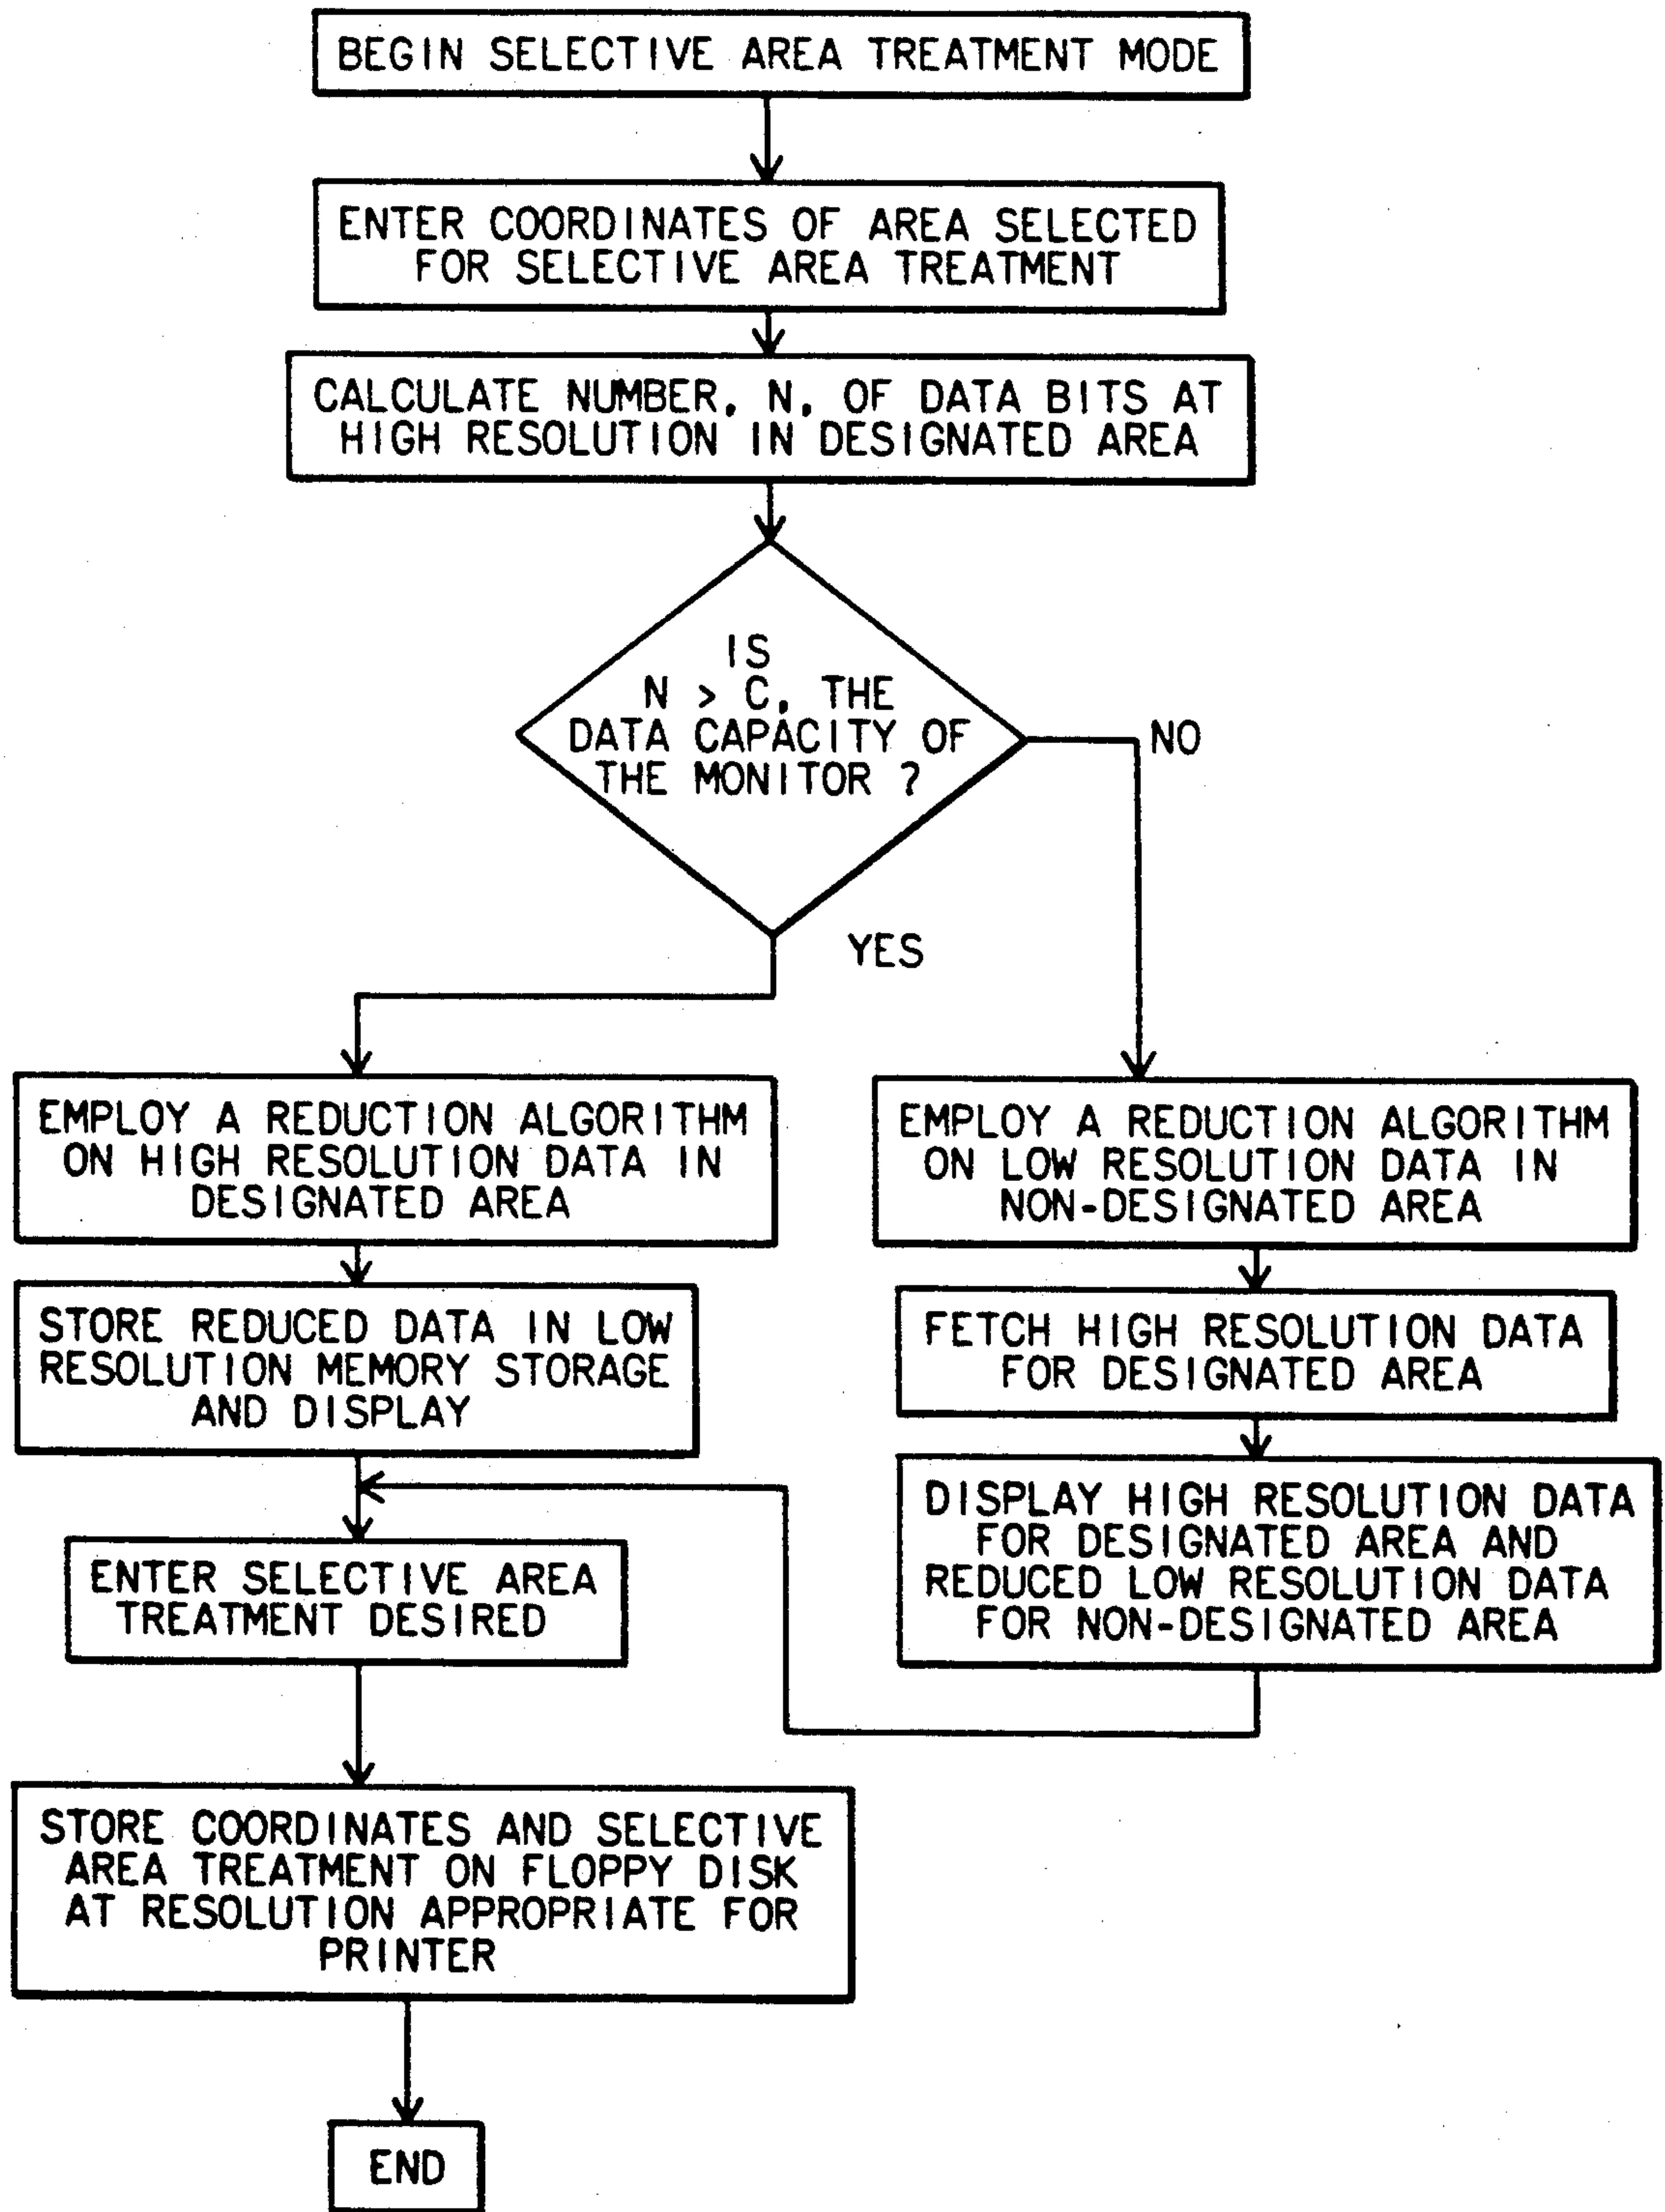 BEGIN SELECTIVE AREA TREATMENT MODE
ENTER COORDINATES OF AREA SELECTED
FOR SELECTIVE AREA TREATMENT
CALCULATE NUMBER, N, OF DATA BITS AT
HIGH RESOLUTION IN DESIGNATED AREA
IS
N > C, THE
DATA CAPACITY OF
THE MONITOR ?
NO
YES
EMPLOY A REDUCTION ALGORITHM
ON HIGH RESOLUTION DATA IN
DESIGNATED AREA
STORE REDUCED DATA IN LOW
RESOLUTION MEMORY STORAGE
AND DISPLAY
EMPLOY A REDUCTION ALGORITHM
ON LOW RESOLUTION DATA IN
NON-DESIGNATED AREA
FETCH HIGH RESOLUTION DATA
FOR DESIGNATED AREA
DISPLAY HIGH RESOLUTION DATA
FOR DESIGNATED AREA AND
REDUCED LOW RESOLUTION DATA
FOR NON-DESIGNATED AREA
ENTER SELECTIVE AREA
TREATMENT DESIRED
STORE COORDINATES AND SELECTIVE
AREA TREATMENT ON FLOPPY DISK
AT RESOLUTION APPROPRIATE FOR
PRINTER
END